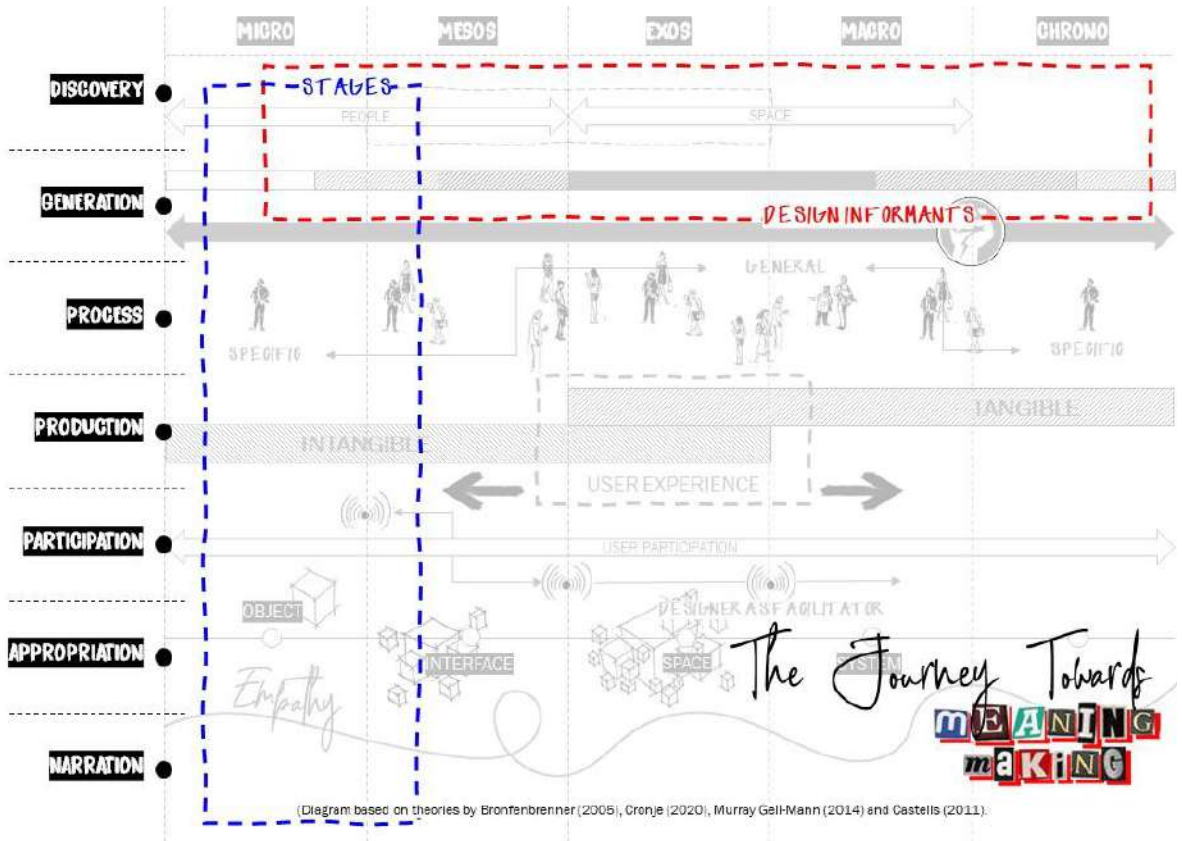 MICRO MESOS EXOS MACRO CHRONO
DISCOVERY
STAGES
PEOPLE SPACE
GENERATION
DESIGN INFORMANTS
GENERAL
PROCESS
SPECIFIC SPECIFIC
TANGIBLE
PRODUCTION
INTANGIBLE
USER EXPERIENCE
PARTICIPATION
USER PARTICIPATION
OBJECT
DESIGNER AS FACILITATOR
APPROPRIATION
INTERFACE SPACE SYSTEM
Empathy
The Journey Towards
MEANING
maKiNG
NARRATION
(Diagram based on theories by Bronfenbrenner (2005), Cronje (2020), Murray Gell-Mann (2014) and Castells (2011).